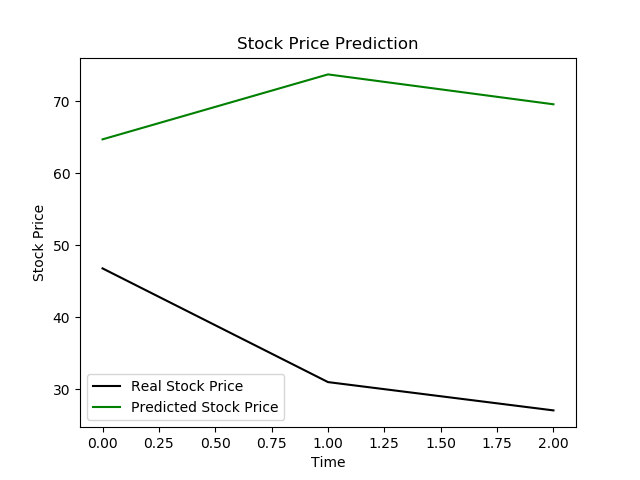 Stock Price Prediction
Stock Price
70
60
50
40
30
Real Stock Price
Predicted Stock Price
0.00 0.25 0.50 0.75 1.00 1.25 1.50 1.75 2.00
Time